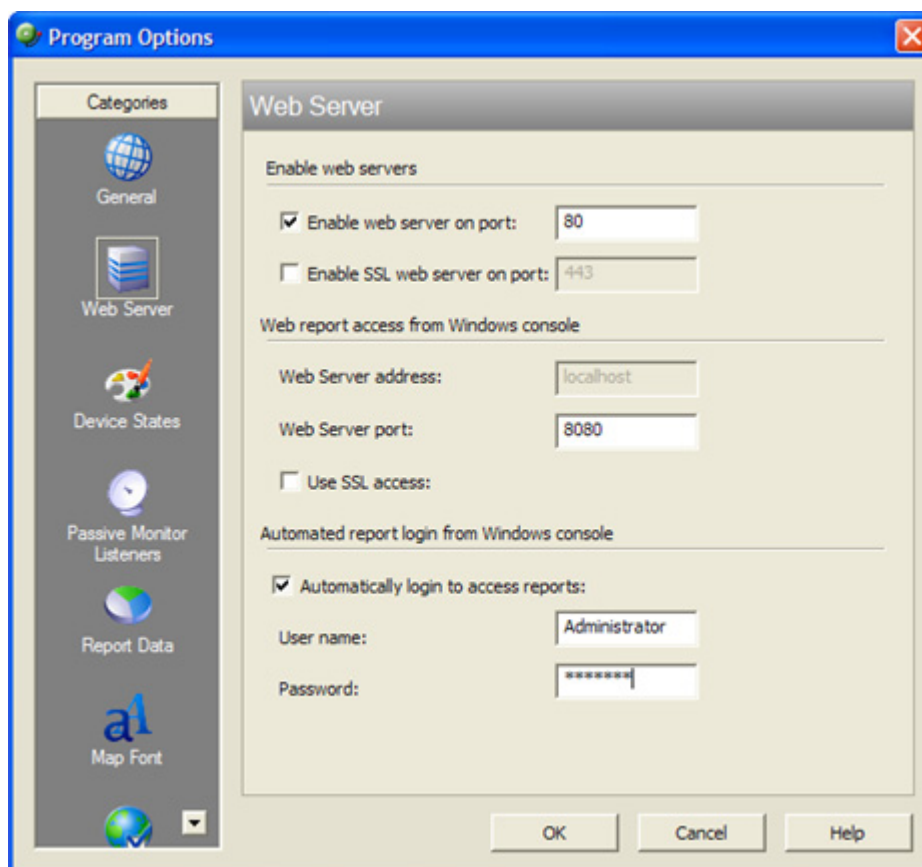 Program Options
Categories
General
Web Server
Device States
Passive Monitor
Listeners
Report Data
Map Font
Web Server
Enable web servers
Enable web server on port: 80
Enable SSL web server on port: 443
Web report access from Windows console
Web Server address: localhost
Web Server port: 8080
Use SSL access:
Automated report login from Windows console
Automatically login to access reports:
User name: Administrator
Password: *******
OK Cancel Help